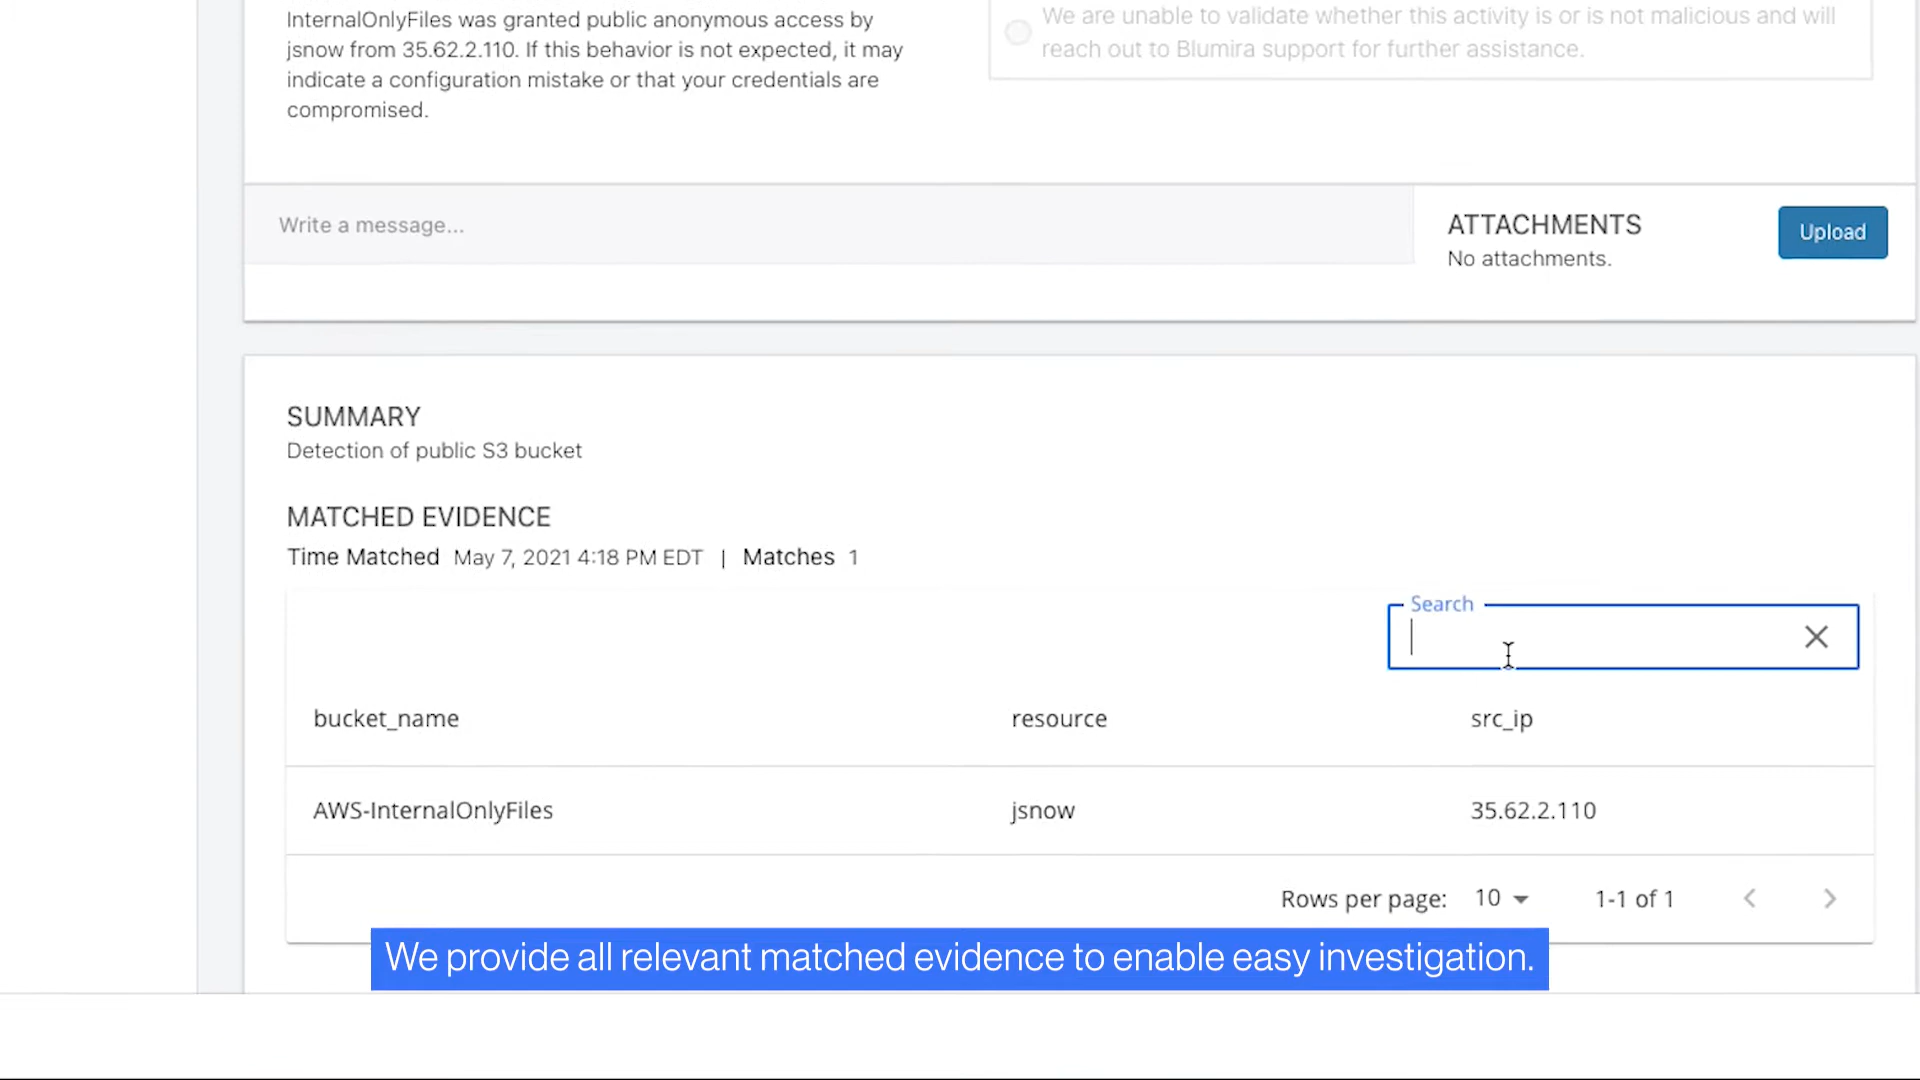 InternalOnlyFiles was granted public anonymous access by
jsnow from 35.62.2.110. If this behavior is not expected, it may
indicate a configuration mistake or that your credentials are
compromised.
We are unable to validate whether this activity is or is not malicious and will
reach out to Blumira support for further assistance.
Write a message...
ATTACHMENTS
No attachments.
Upload
SUMMARY
Detection of public S3 bucket
MATCHED EVIDENCE
Time Matched May 7, 2021 4:18 PM EDT | Matches 1
Search
bucket_name resource src_ip
AWS-InternalOnlyFiles jsnow 35.62.2.110
Rows per page: 10 1-1 of 1
We provide all relevant matched evidence to enable easy investigation.